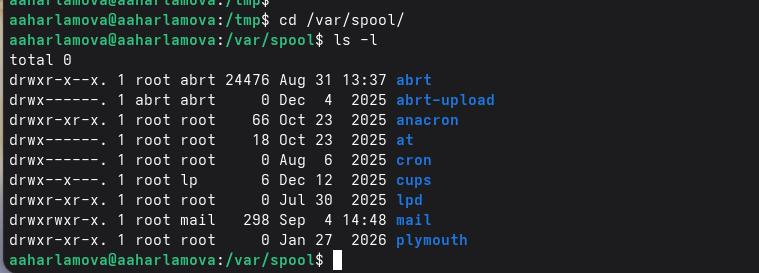 aaharlamova@aaharlamova:/tmp$
aaharlamova@aaharlamova:/tmp$ cd /var/spool/
aaharlamova@aaharlamova:/var/spool$ ls -l
total 0
drwxr-x--x. 1 root abrt 24476 Aug 31 13:37 abrt
drwx------. 1 abrt abrt     0 Dec  4  2025 abrt-upload
drwxr-xr-x. 1 root root    66 Oct 23  2025 anacron
drwx------. 1 root root    18 Oct 23  2025 at
drwx------. 1 root root     0 Aug  6  2025 cron
drwx--x---. 1 root lp       6 Dec 12  2025 cups
drwxr-xr-x. 1 root root     0 Jul 30  2025 lpd
drwxrwxr-x. 1 root mail   298 Sep  4 14:48 mail
drwxr-xr-x. 1 root root     0 Jan 27  2026 plymouth
aaharlamova@aaharlamova:/var/spool$